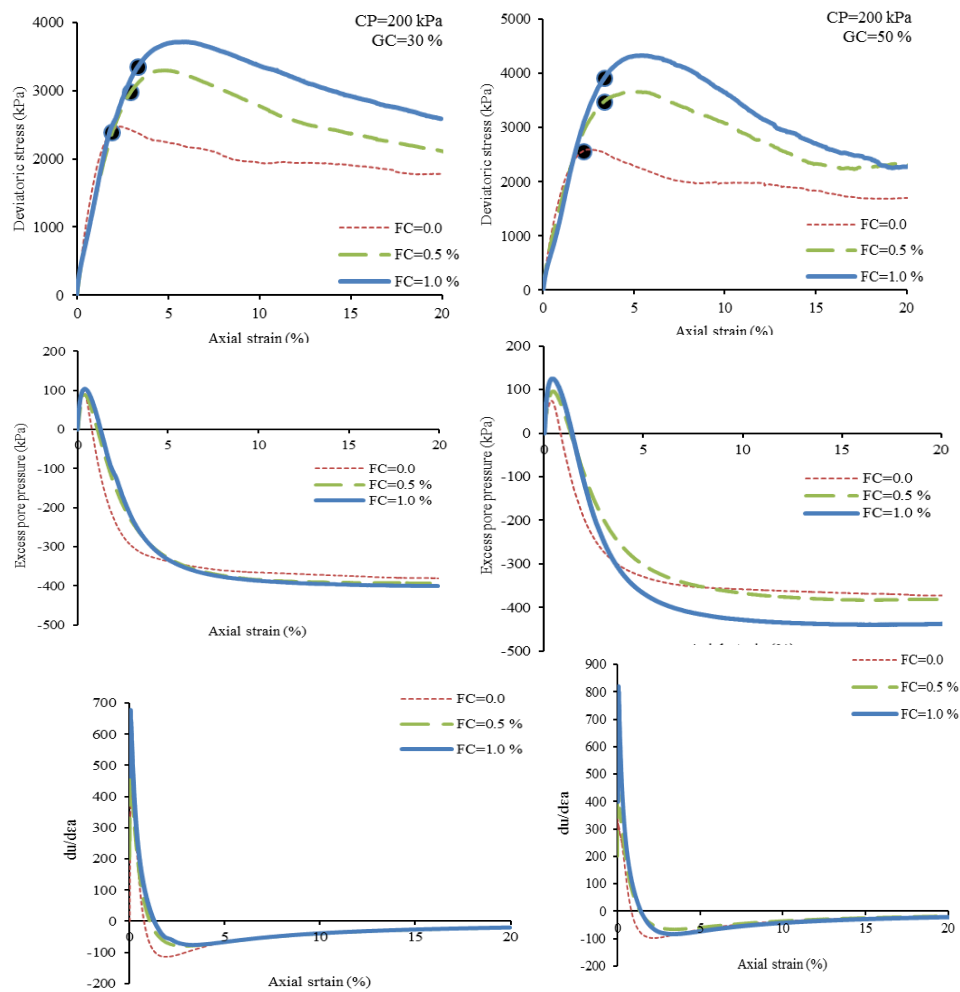 CP=200 kPa
GC=30 %
Deviatoric stress (kPa)
4000
3000
2000
1000
0
FC=0.0
FC=0.5 %
FC=1.0 %
0
5
10
15
20
Axial strain (%)
CP=200 kPa
GC=50 %
Deviatoric stress (kPa)
5000
4000
3000
2000
1000
0
FC=0.0
FC=0.5 %
FC=1.0 %
0
5
10
15
20
Axial strain (%)
Excess pore pressure (kPa)
200
100
0
-100
-200
-300
-400
-500
0
5
10
15
20
FC=0.0
FC=0.5 %
FC=1.0 %
Axial strain (%)
Excess pore pressure (kPa)
200
100
0
-100
-200
-300
-400
-500
0
5
10
15
20
FC=0.0
FC=0.5 %
FC=1.0 %
FC=0.0
FC=0.5 %
FC=1.0 %
du/dεa
700
600
500
400
300
200
100
0
-100
-200
0
5
10
15
20
Axial srtain (%)
FC=0.0
FC=0.5 %
FC=1.0 %
du/dεa
900
800
700
600
500
400
300
200
100
0
-100
-200
0
5
10
15
20
Axial strain (%)